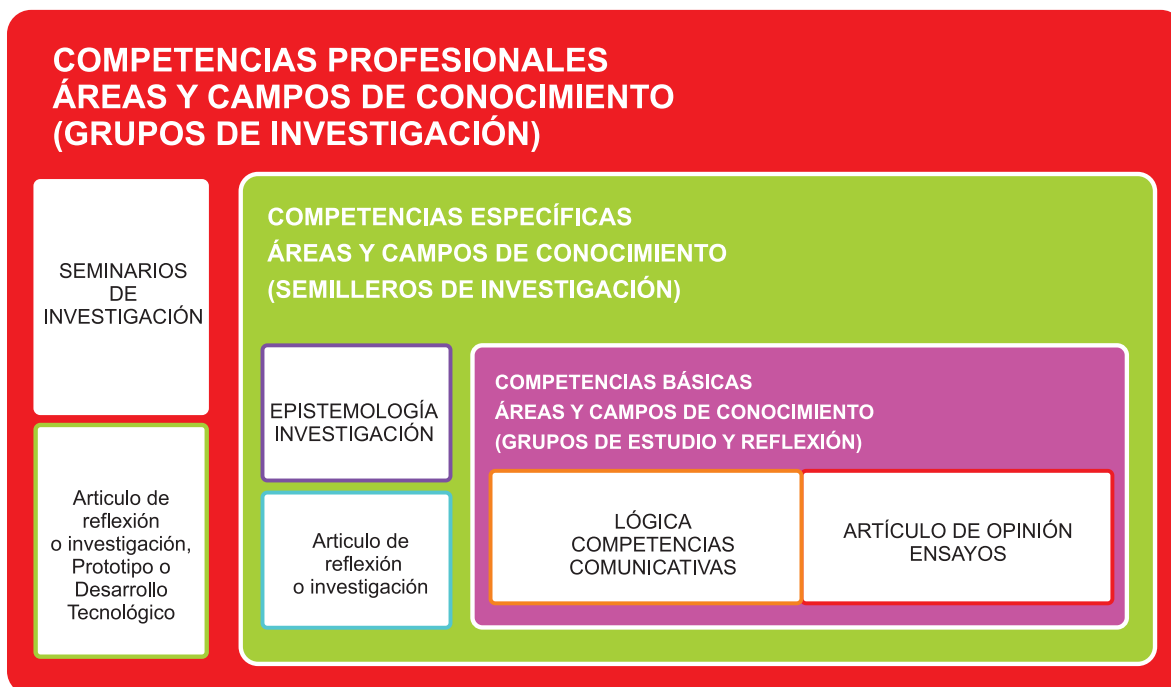 COMPETENCIAS PROFESIONALES
ÁREAS Y CAMPOS DE CONOCIMIENTO
(GRUPOS DE INVESTIGACIÓN)
SEMINARIOS
DE
INVESTIGACIÓN
Articulo de
reflexión
o investigación,
Prototipo o
Desarrollo
Tecnológico
COMPETENCIAS ESPECÍFICAS
ÁREAS Y CAMPOS DE CONOCIMIENTO
(SEMILLEROS DE INVESTIGACIÓN)
EPISTEMOLOGÍA
INVESTIGACIÓN
Articulo de
reflexión
o investigación
COMPETENCIAS BÁSICAS
ÁREAS Y CAMPOS DE CONOCIMIENTO
(GRUPOS DE ESTUDIO Y REFLEXIÓN)
LÓGICA
COMPETENCIAS
COMUNICATIVAS
ARTÍCULO DE OPINIÓN
ENSAYOS